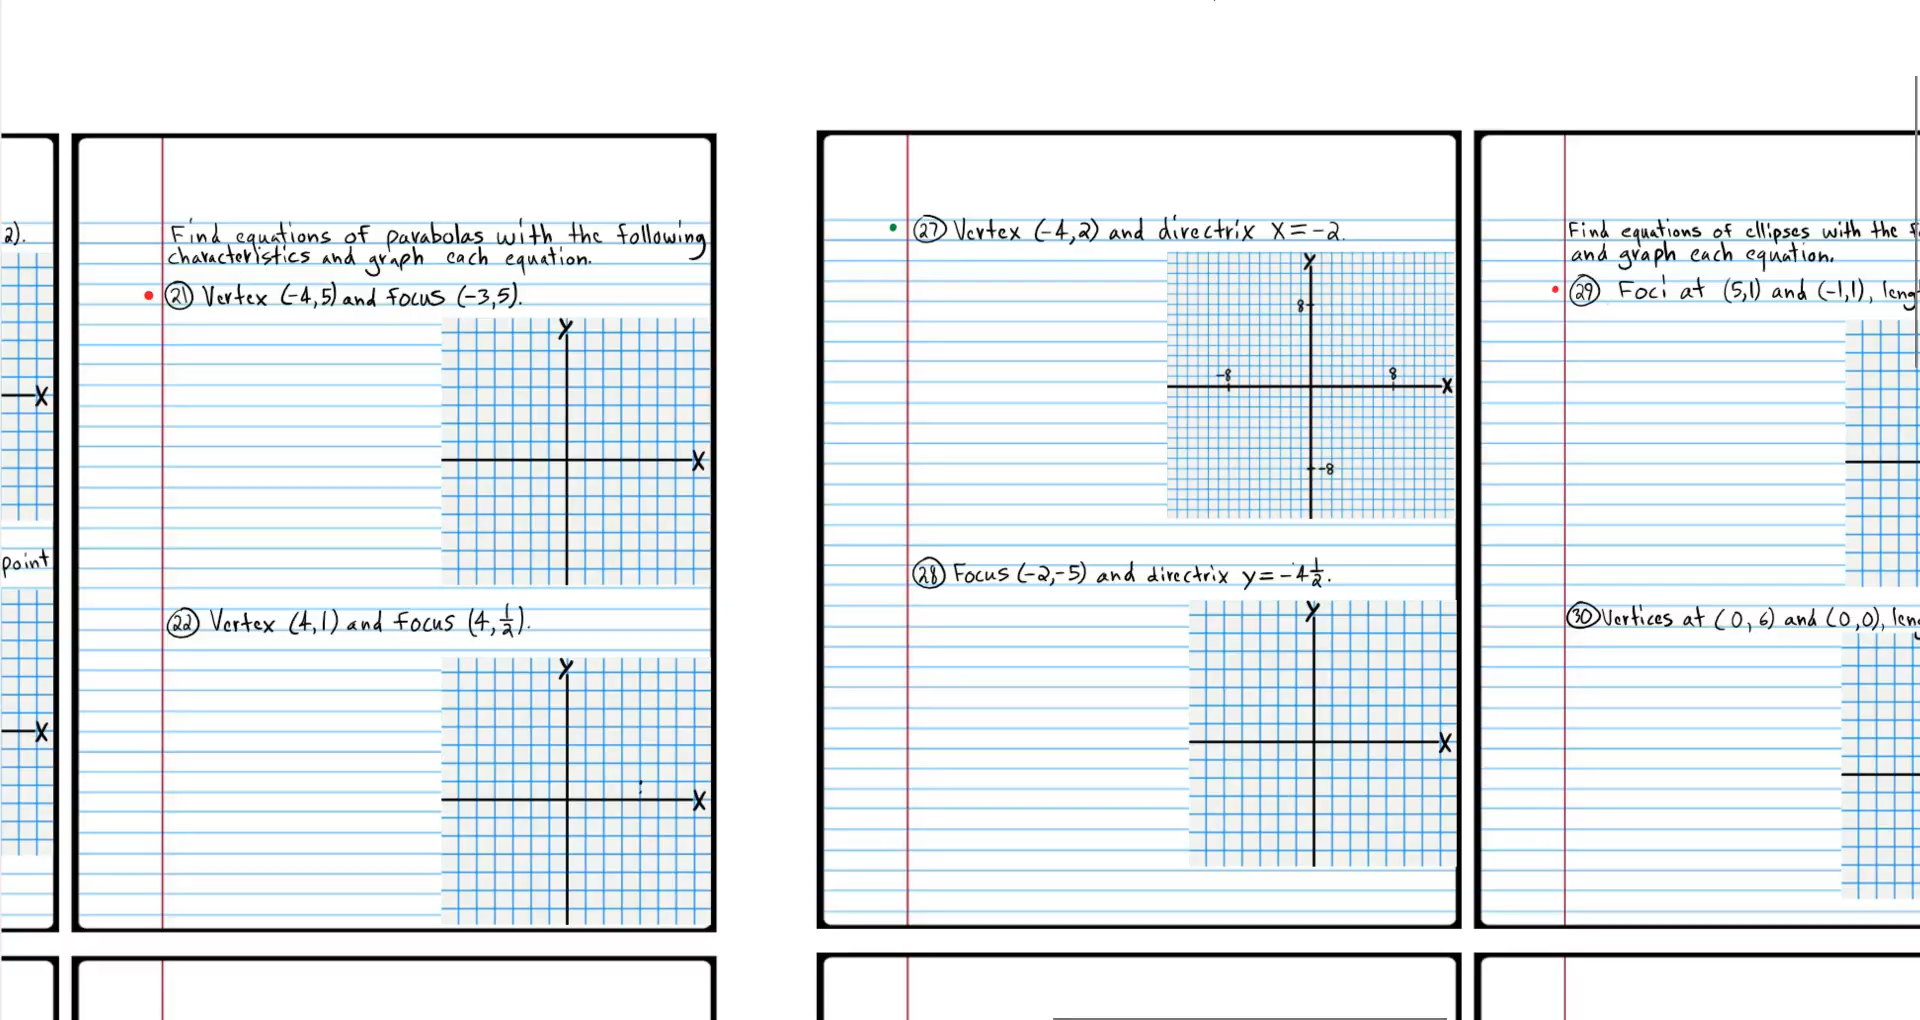 2).
X
point
X
Find equations of parabolas with the following
characteristics and graph each equation.
21 Vertex (-4,5) and focus (-3,5).
Y
X
22 Vertex (4,1) and focus (4, 1/2).
Y
X
27 Vertex (-4,2) and directrix X=-2.
Y
8
-8 8
X
-8
28 Focus (-2,-5) and directrix y=-4 1/2.
Y
X
Find equations of ellipses with the
and graph each equation.
29 Foci at (5,1) and (-1,1),
30 Vertices at (0,6) and (0,0),